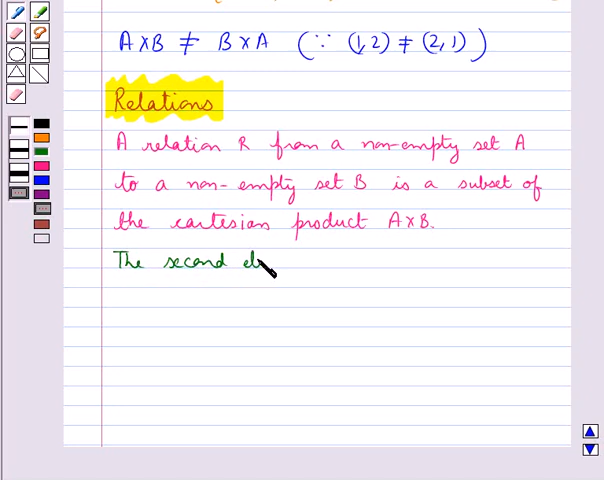 A×B ≠ B×A (∵ (1,2) ≠ (2,1))
Relations
A relation R from a non-empty set A
to a non-empty set B is a subset of
the cartesian product A×B.
The second el